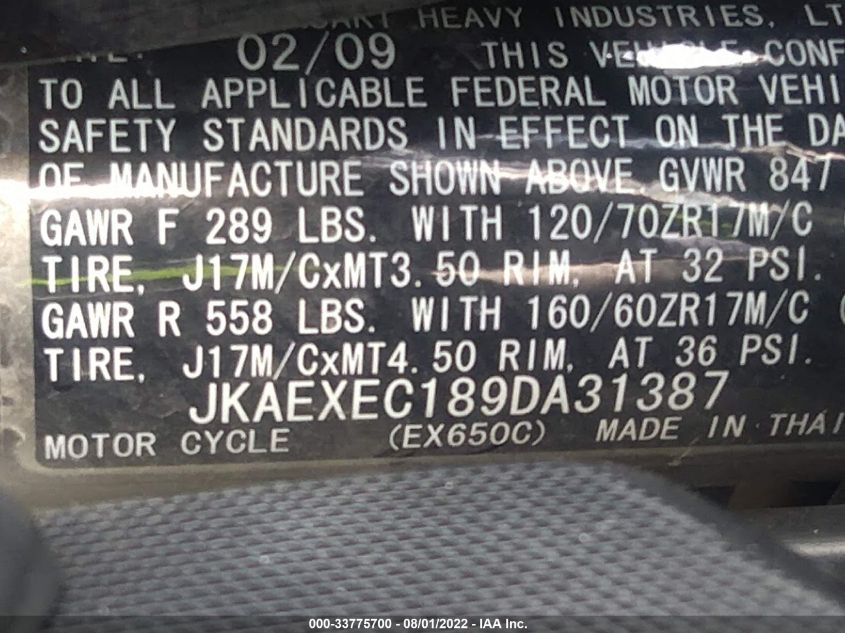 HEAVY INDUSTRIES, LT
02/09 THIS CONF
TO ALL APPLICABLE FEDERAL MOTOR VEHI
SAFETY STANDARDS IN EFFECT ON THE DA
OF MANUFACTURE SHOWN ABOVE. GVWR 847
GAWR F 289 LBS. WITH 120/70ZR17M/C
TIRE, J17M/CxMT3.50 RIM, AT 32 PSI.
GAWR R 558 LBS. WITH 160/60ZR17M/C (
TIRE, J17M/CxMT4.50 RIM, AT 36 PSI.
JKAEXEC189DA31387
MOTOR CYCLE (EX650C) MADE IN THAI
000-33775700 - 08/01/2022 - IAA Inc.